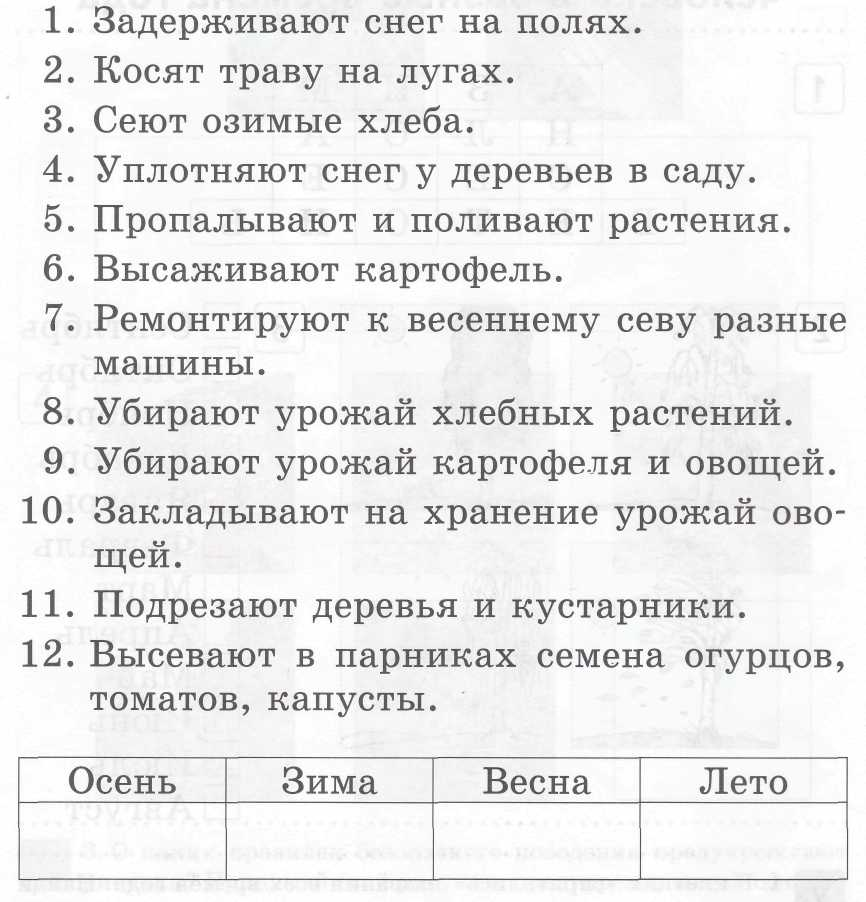 1. Задерживают снег на полях.
2. Косят траву на лугах.
3. Сеют озимые хлеба.
4. Уплотняют снег у деревьев в саду.
5. Пропалывают и поливают растения.
6. Высаживают картофель.
7. Ремонтируют к весеннему севу разные
машины.
8 Убирают урожай хлебных растений.
9. Убирают урожай картофеля и овощей.
10. Закладывают на хранение урожай ово-
щей.
11. Подрезают деревья и кустарники.
12. Высевают в парниках семена огурцов,
томатов, капусты.
Осень Зима Весна Лето